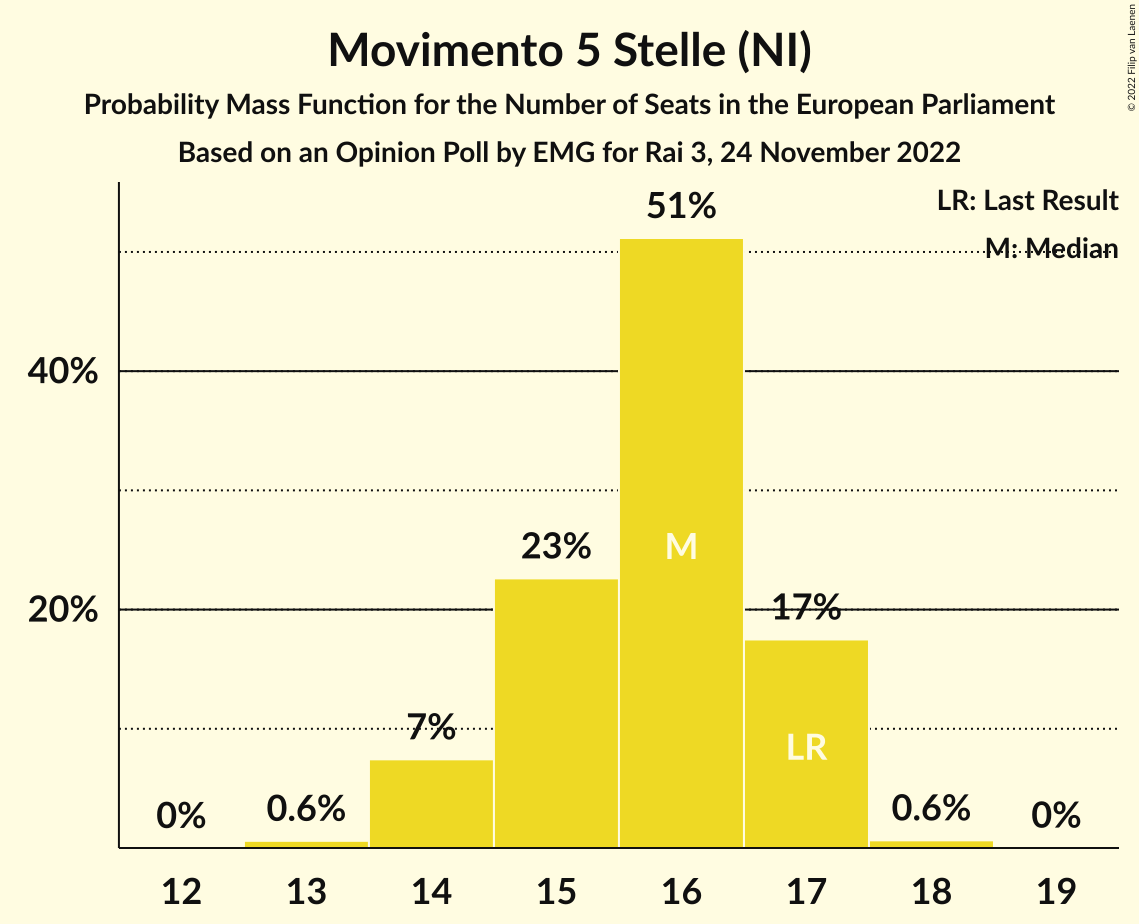 Movimento 5 Stelle (NI)
Probability Mass Function for the Number of Seats in the European Parliament
Based on an Opinion Poll by EMG for Rai 3, 24 November 2022
© 2022 Filip van Laenen
LR: Last Result
M: Median
51%
40%
23%
M
20%
17%
7%
LR
0%
0.6%
0.6%
0%
12 13 14 15 16 17 18 19